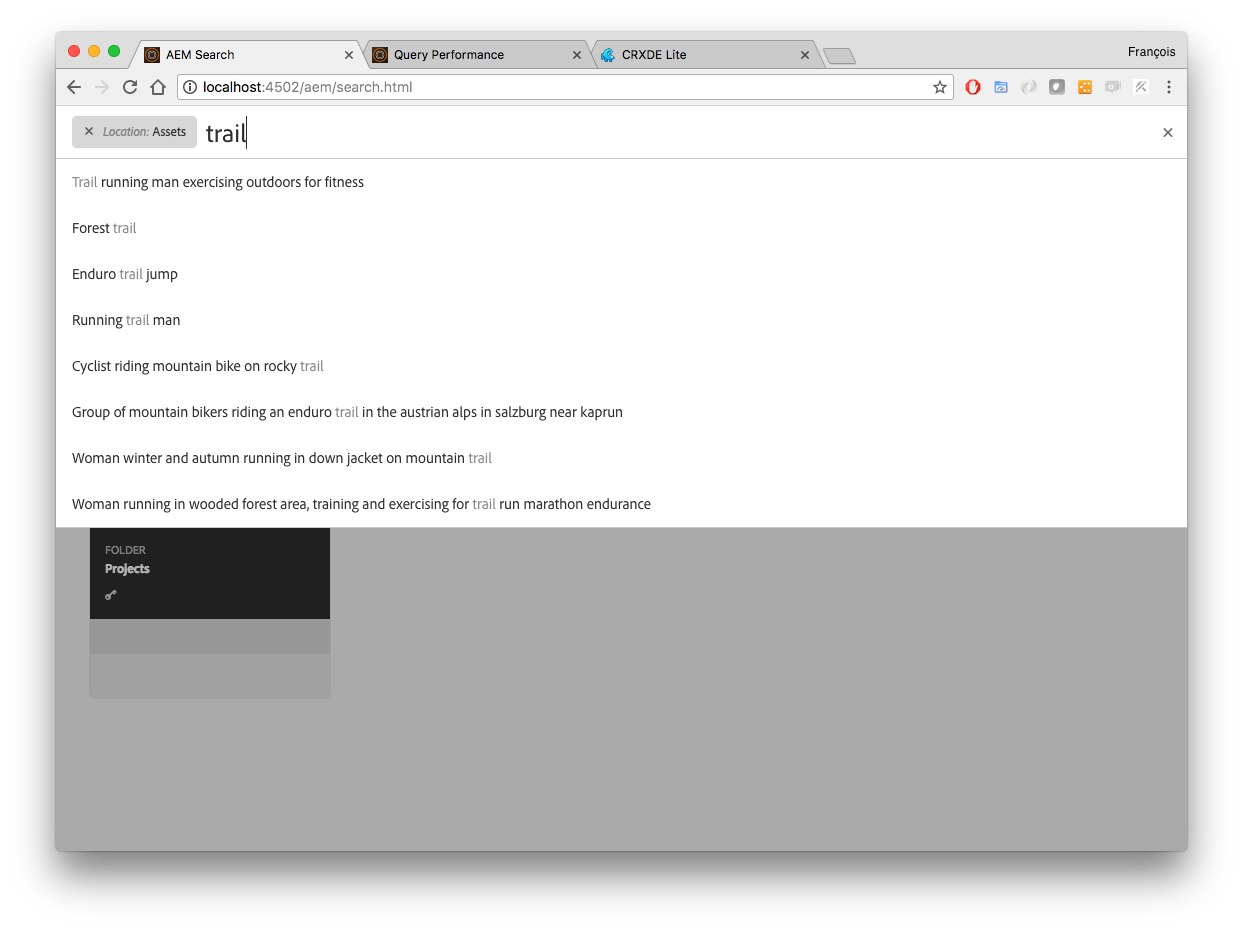 AEM Search
Query Performance
CRXDE Lite
François
localhost:4502/aem/search.html
Location: Assets
trail
Trail running man exercising outdoors for fitness
Forest trail
Enduro trail jump
Running trail man
Cyclist riding mountain bike on rocky trail
Group of mountain bikers riding an enduro trail in the austrian alps in salzburg near kaprun
Woman winter and autumn running in down jacket on mountain trail
Woman running in wooded forest area, training and exercising for trail run marathon endurance
FOLDER
Projects